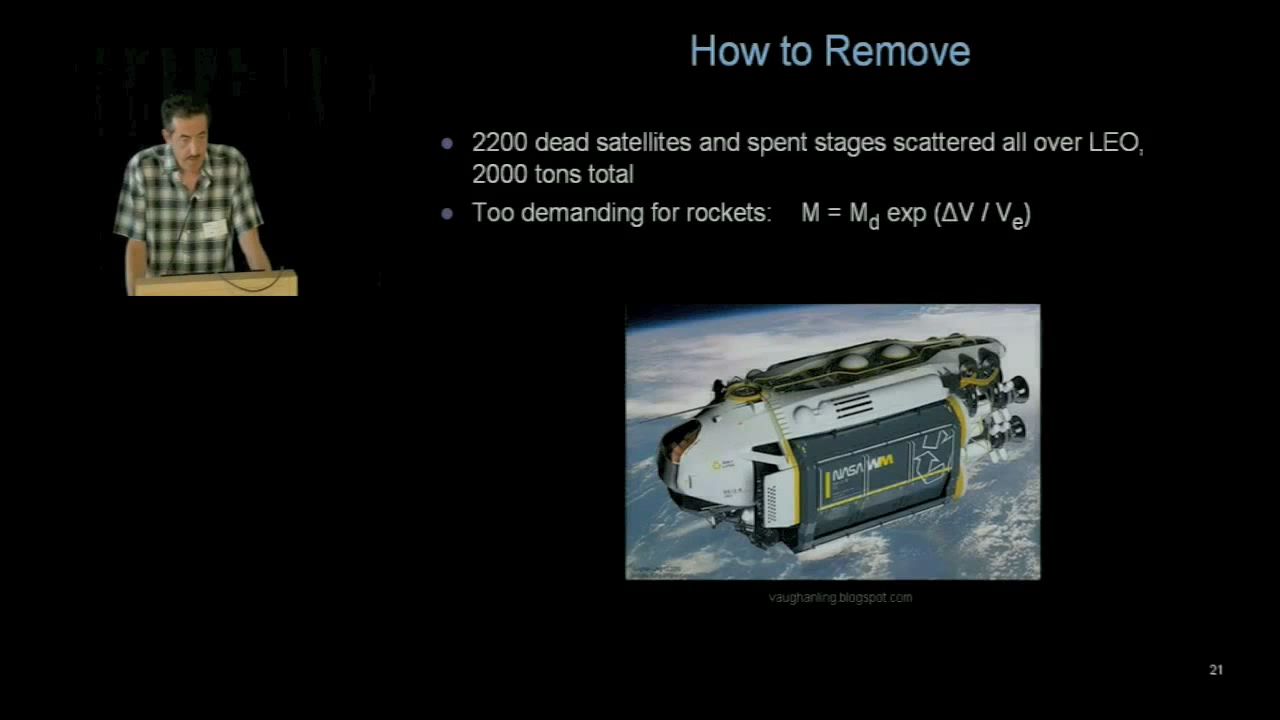 How to Remove
2200 dead satellites and spent stages scattered all over LEO,
2000 tons total
Too demanding for rockets: M = Md exp (ΔV / Ve)
NASA WM
vaughanling.blogspot.com
21